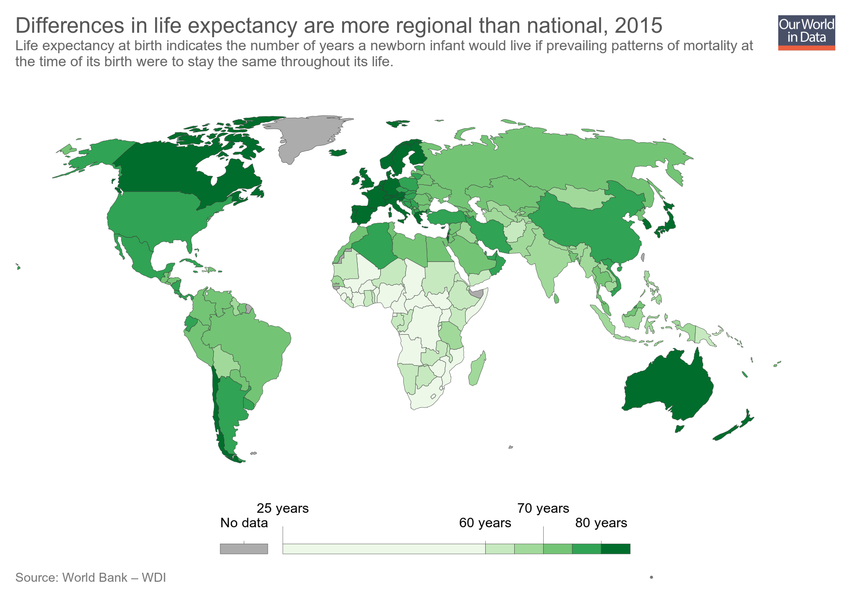 Differences in life expectancy are more regional than national, 2015
Our World
in Data
Life expectancy at birth indicates the number of years a newborn infant would live if prevailing patterns of mortality at
the time of its birth were to stay the same throughout its life.
25 years 70 years
No data 60 years 80 years
Source: World Bank – WDI